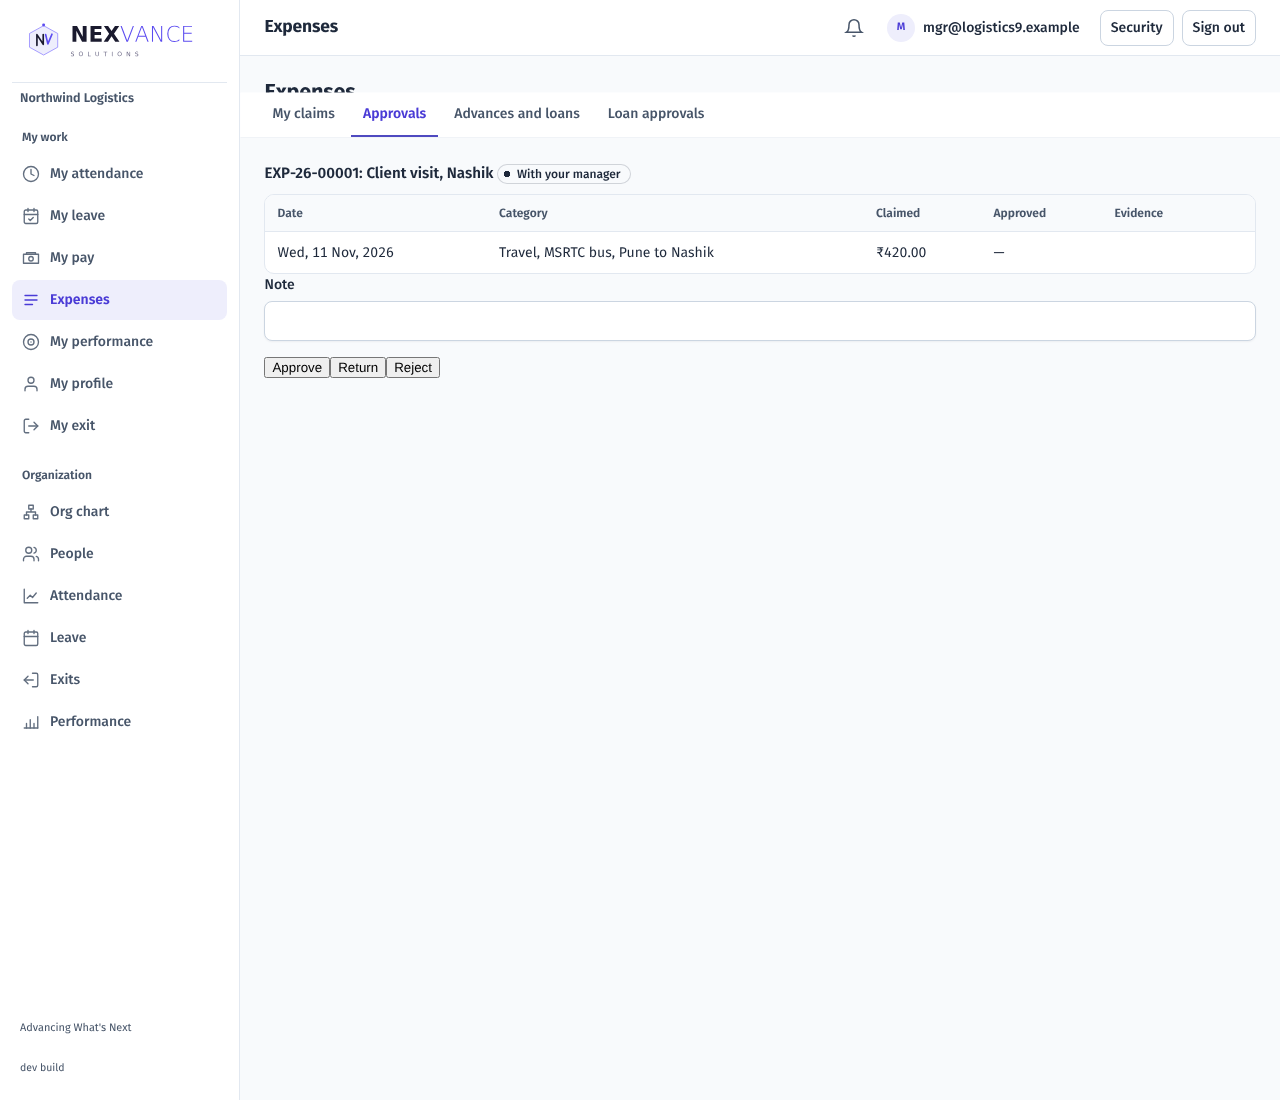 NEXVANCE
SOLUTIONS
Northwind Logistics
My work
My attendance
My leave
My pay
Expenses
My performance
My profile
My exit
Organization
Org chart
People
Attendance
Leave
Exits
Performance
Advancing What's Next
dev build
Expenses
M mgr@logistics9.example Security Sign out
Expenses
My claims Approvals Advances and loans Loan approvals
EXP-26-00001: Client visit, Nashik With your manager
Date Category Claimed Approved Evidence
Wed, 11 Nov, 2026 Travel, MSRTC bus, Pune to Nashik ₹420.00 —
Note
Approve Return Reject